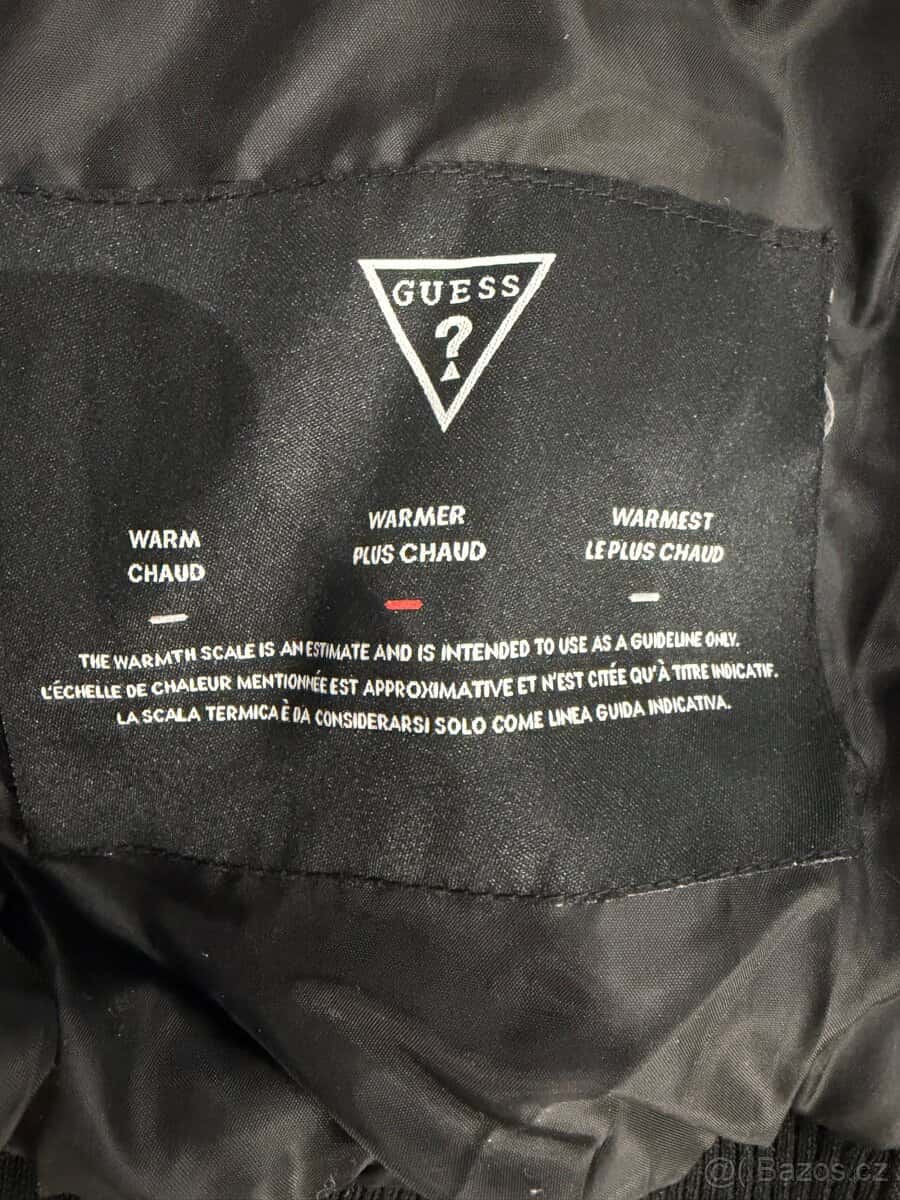 GUESS
?
WARM
CHAUD
WARMER
PLUS CHAUD
WARMEST
LE PLUS CHAUD
THE WARMTH SCALE IS AN ESTIMATE AND IS INTENDED TO USE AS A GUIDELINE ONLY.
L'ÉCHELLE DE CHALEUR MENTIONNÉE EST APPROXIMATIVE ET N'EST CITÉE QU'À TITRE INDICATIF.
LA SCALA TERMICA È DA CONSIDERARSI SOLO COME LINEA GUIDA INDICATIVA.
@ Bazos.cz